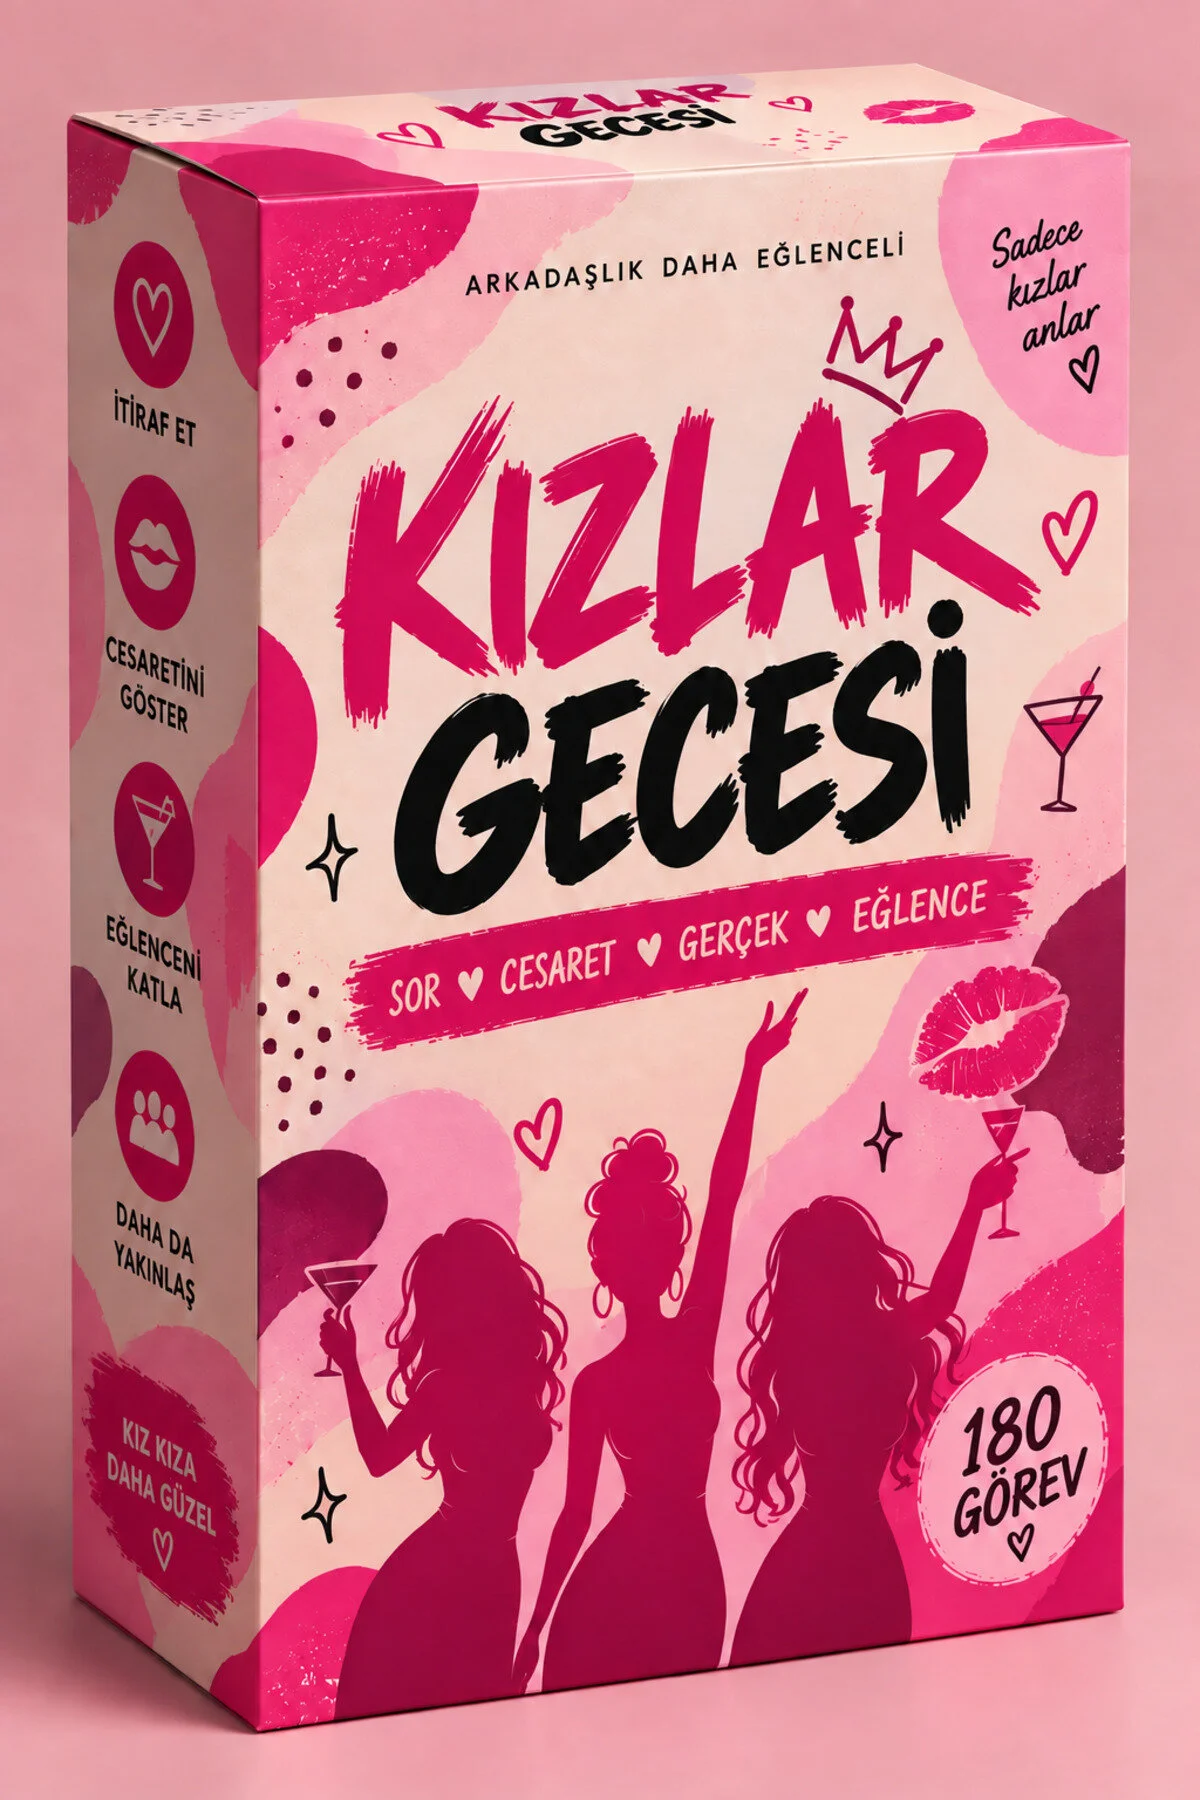 KIZLAR
GECESİ
ARKADAŞLIK DAHA EĞLENCELİ
Sadece
kızlar
anlar
KIZLAR
GECESİ
SOR CESARET GERÇEK EĞLENCE
180
GÖREV
İTİRAF ET
CESARETİNİ
GÖSTER
EĞLENCENİ
KATLA
DAHA DA
YAKINLAŞ
KIZ KIZA
DAHA GÜZEL